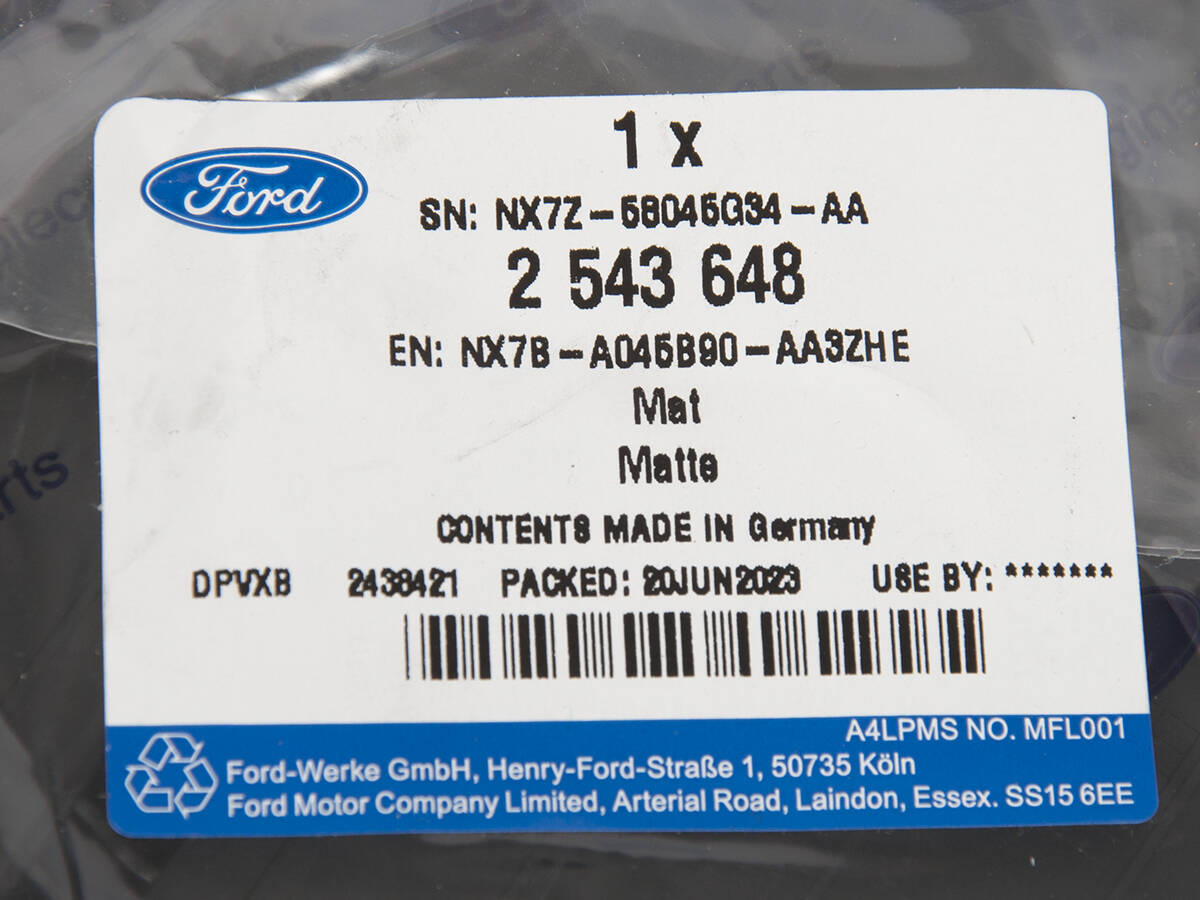 Ford
1 x
SN: NX7Z-58045G34-AA
2 543 648
EN: NX7B-A045B90-AA3ZHE
Mat
Matte
CONTENTS MADE IN Germany
DPVXB 2438421 PACKED: 20JUN2023 USE BY: *******
A4LPMS NO. MFL001
Ford-Werke GmbH, Henry-Ford-Straße 1, 50735 Köln
Ford Motor Company Limited, Arterial Road, Laindon, Essex. SS15 6EE